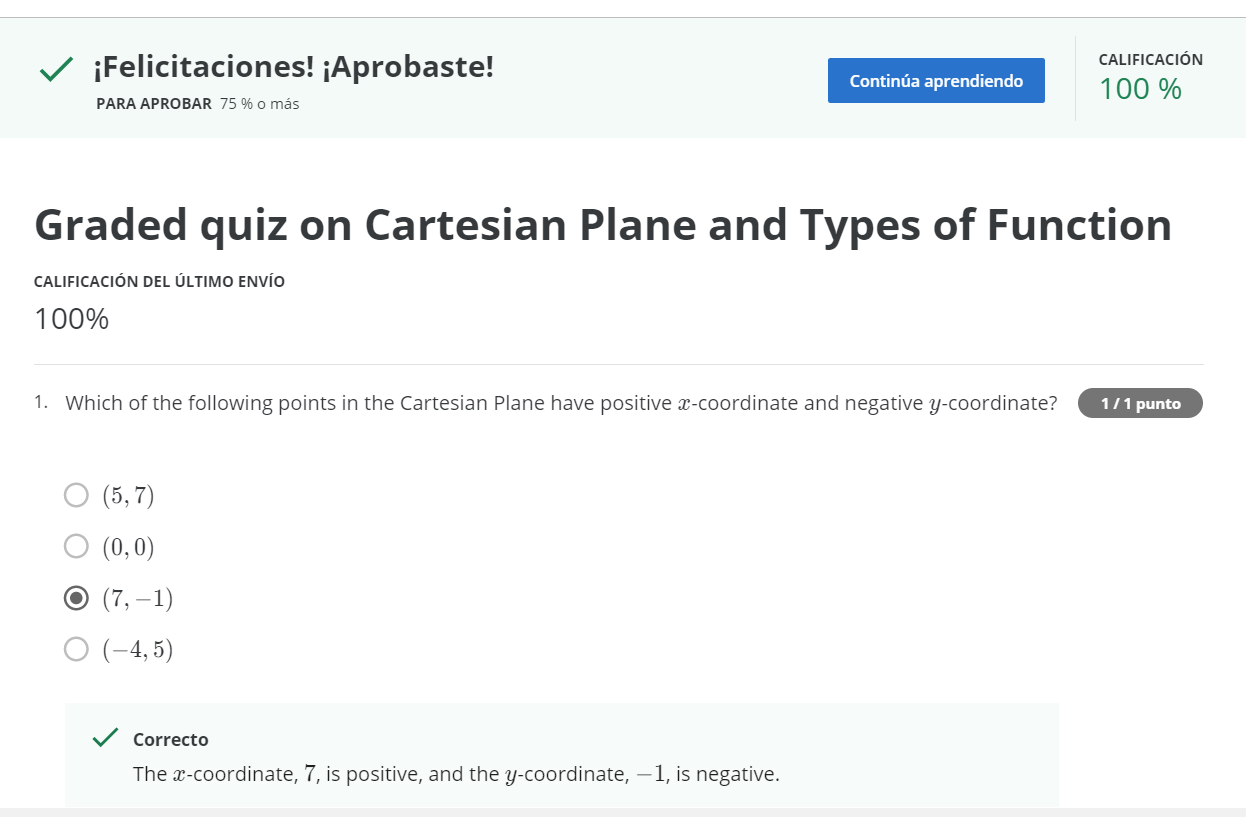 ¡Felicitaciones! ¡Aprobaste!
PARA APROBAR 75 % o más
Continúa aprendiendo
CALIFICACIÓN
100 %
Graded quiz on Cartesian Plane and Types of Function
CALIFICACIÓN DEL ÚLTIMO ENVÍO
100%
1. Which of the following points in the Cartesian Plane have positive x-coordinate and negative y-coordinate?
1 / 1 punto
(5, 7)
(0, 0)
(7, −1)
(−4, 5)
Correcto
The x-coordinate, 7, is positive, and the y-coordinate, −1, is negative.